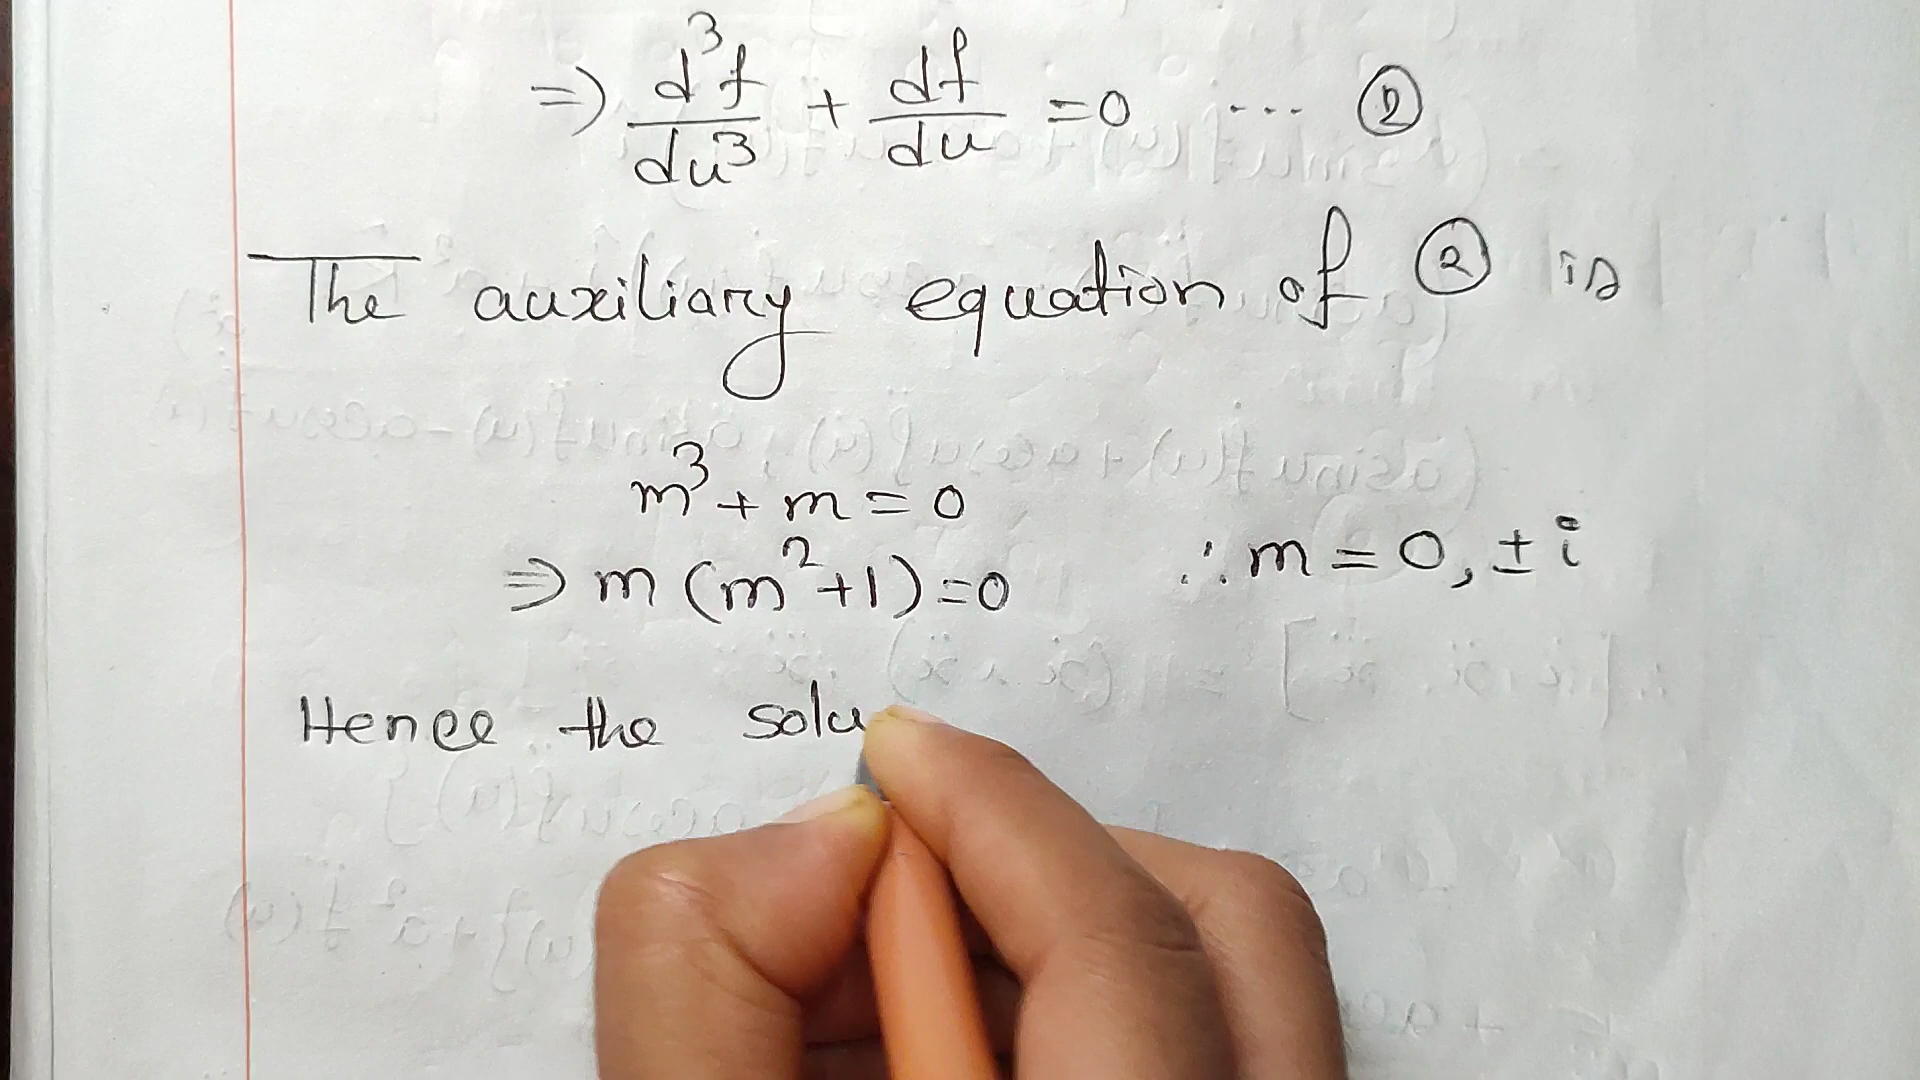 ⇒ d³f/du³ + df/du = 0 ... ②
The auxiliary equation of ② is
m³ + m = 0
⇒ m (m² + 1) = 0 ∴ m = 0, ± i
Hence the solu